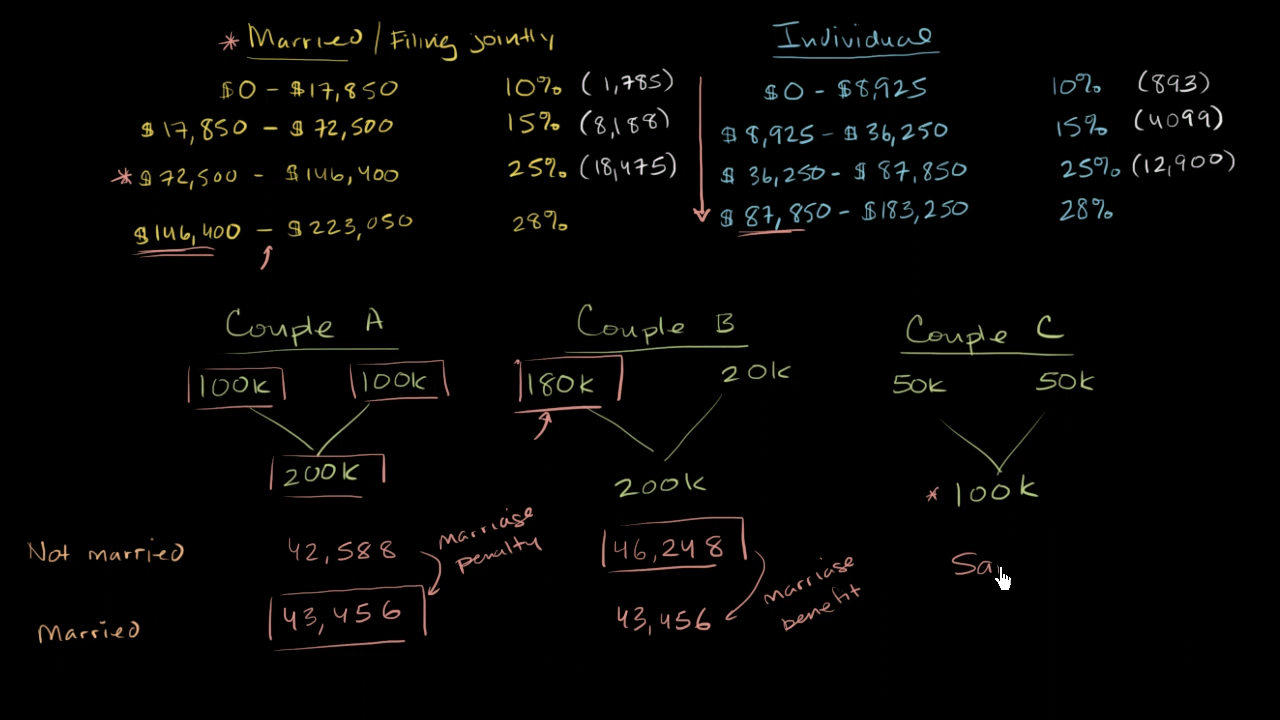 * Married / Filing jointly
$0 - $17,850 10% (1,785)
$17,850 - $72,500 15% (8,188)
* $72,500 - $146,400 25% (18,475)
$146,400 - $223,050 28%
Individual
$0 - $8,925 10% (893)
$8,925 - $36,250 15% (4099)
$36,250 - $87,850 25% (12,900)
$87,850 - $183,250 28%
Couple A
100k 100k
200k
Couple B
180k 20k
200k
Couple C
50k 50k
* 100k
Not married 42,588 46,248 Sa
marriage
penalty
Married 43,456 43,456
marriage
benefit